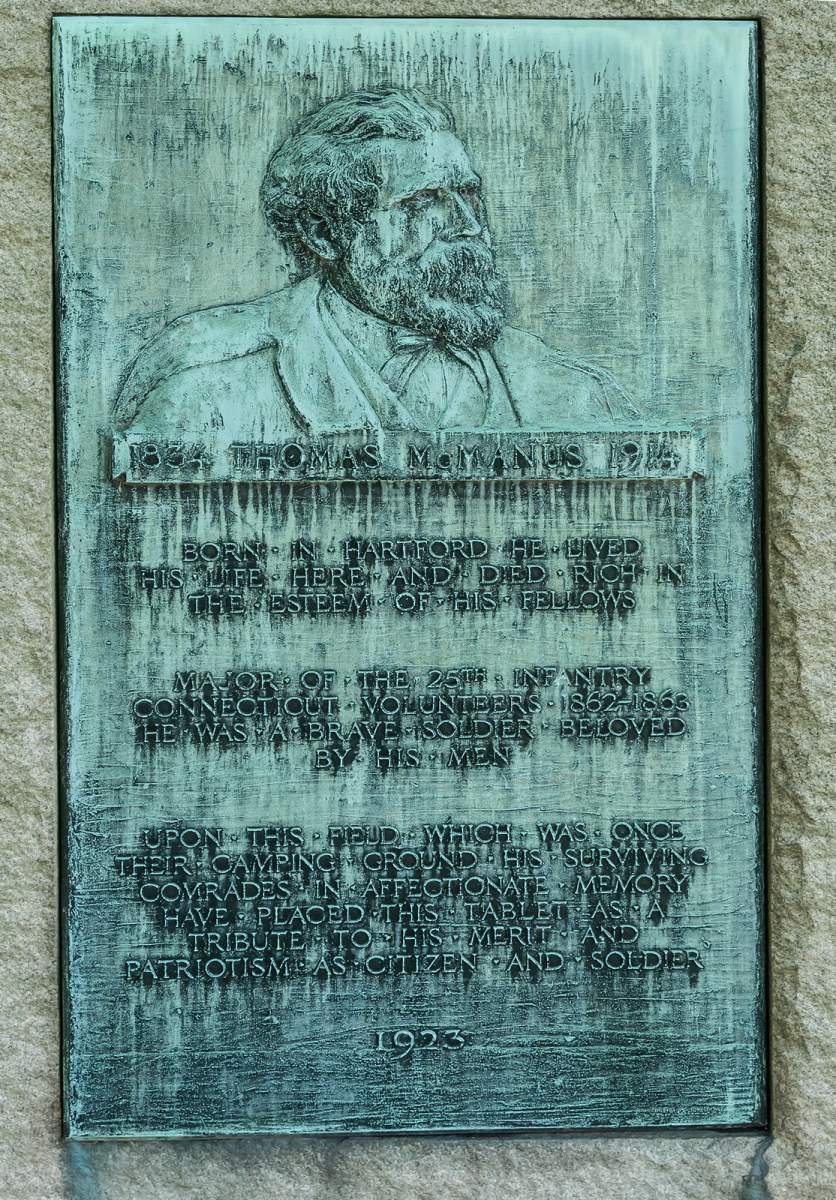 1834 THOMAS McMANUS 1914
BORN · IN · HARTFORD · HE · LIVED
HIS · LIFE · HERE · AND · DIED · RICH · IN
THE · ESTEEM · OF · HIS · FELLOWS
MAJOR · OF · THE · 25TH · INFANTRY
CONNECTICUT · VOLUNTEERS · 1862-1863
HE · WAS · A · BRAVE · SOLDIER · BELOVED
BY · HIS · MEN
UPON · THIS · FIELD · WHICH · WAS · ONCE
THEIR · CAMPING · GROUND · HIS · SURVIVING
COMRADES · IN · AFFECTIONATE · MEMORY
HAVE · PLACED · THIS · TABLET · AS · A
TRIBUTE · TO · HIS · MERIT · AND
PATRIOTISM · AS · CITIZEN · AND · SOLDIER
1923